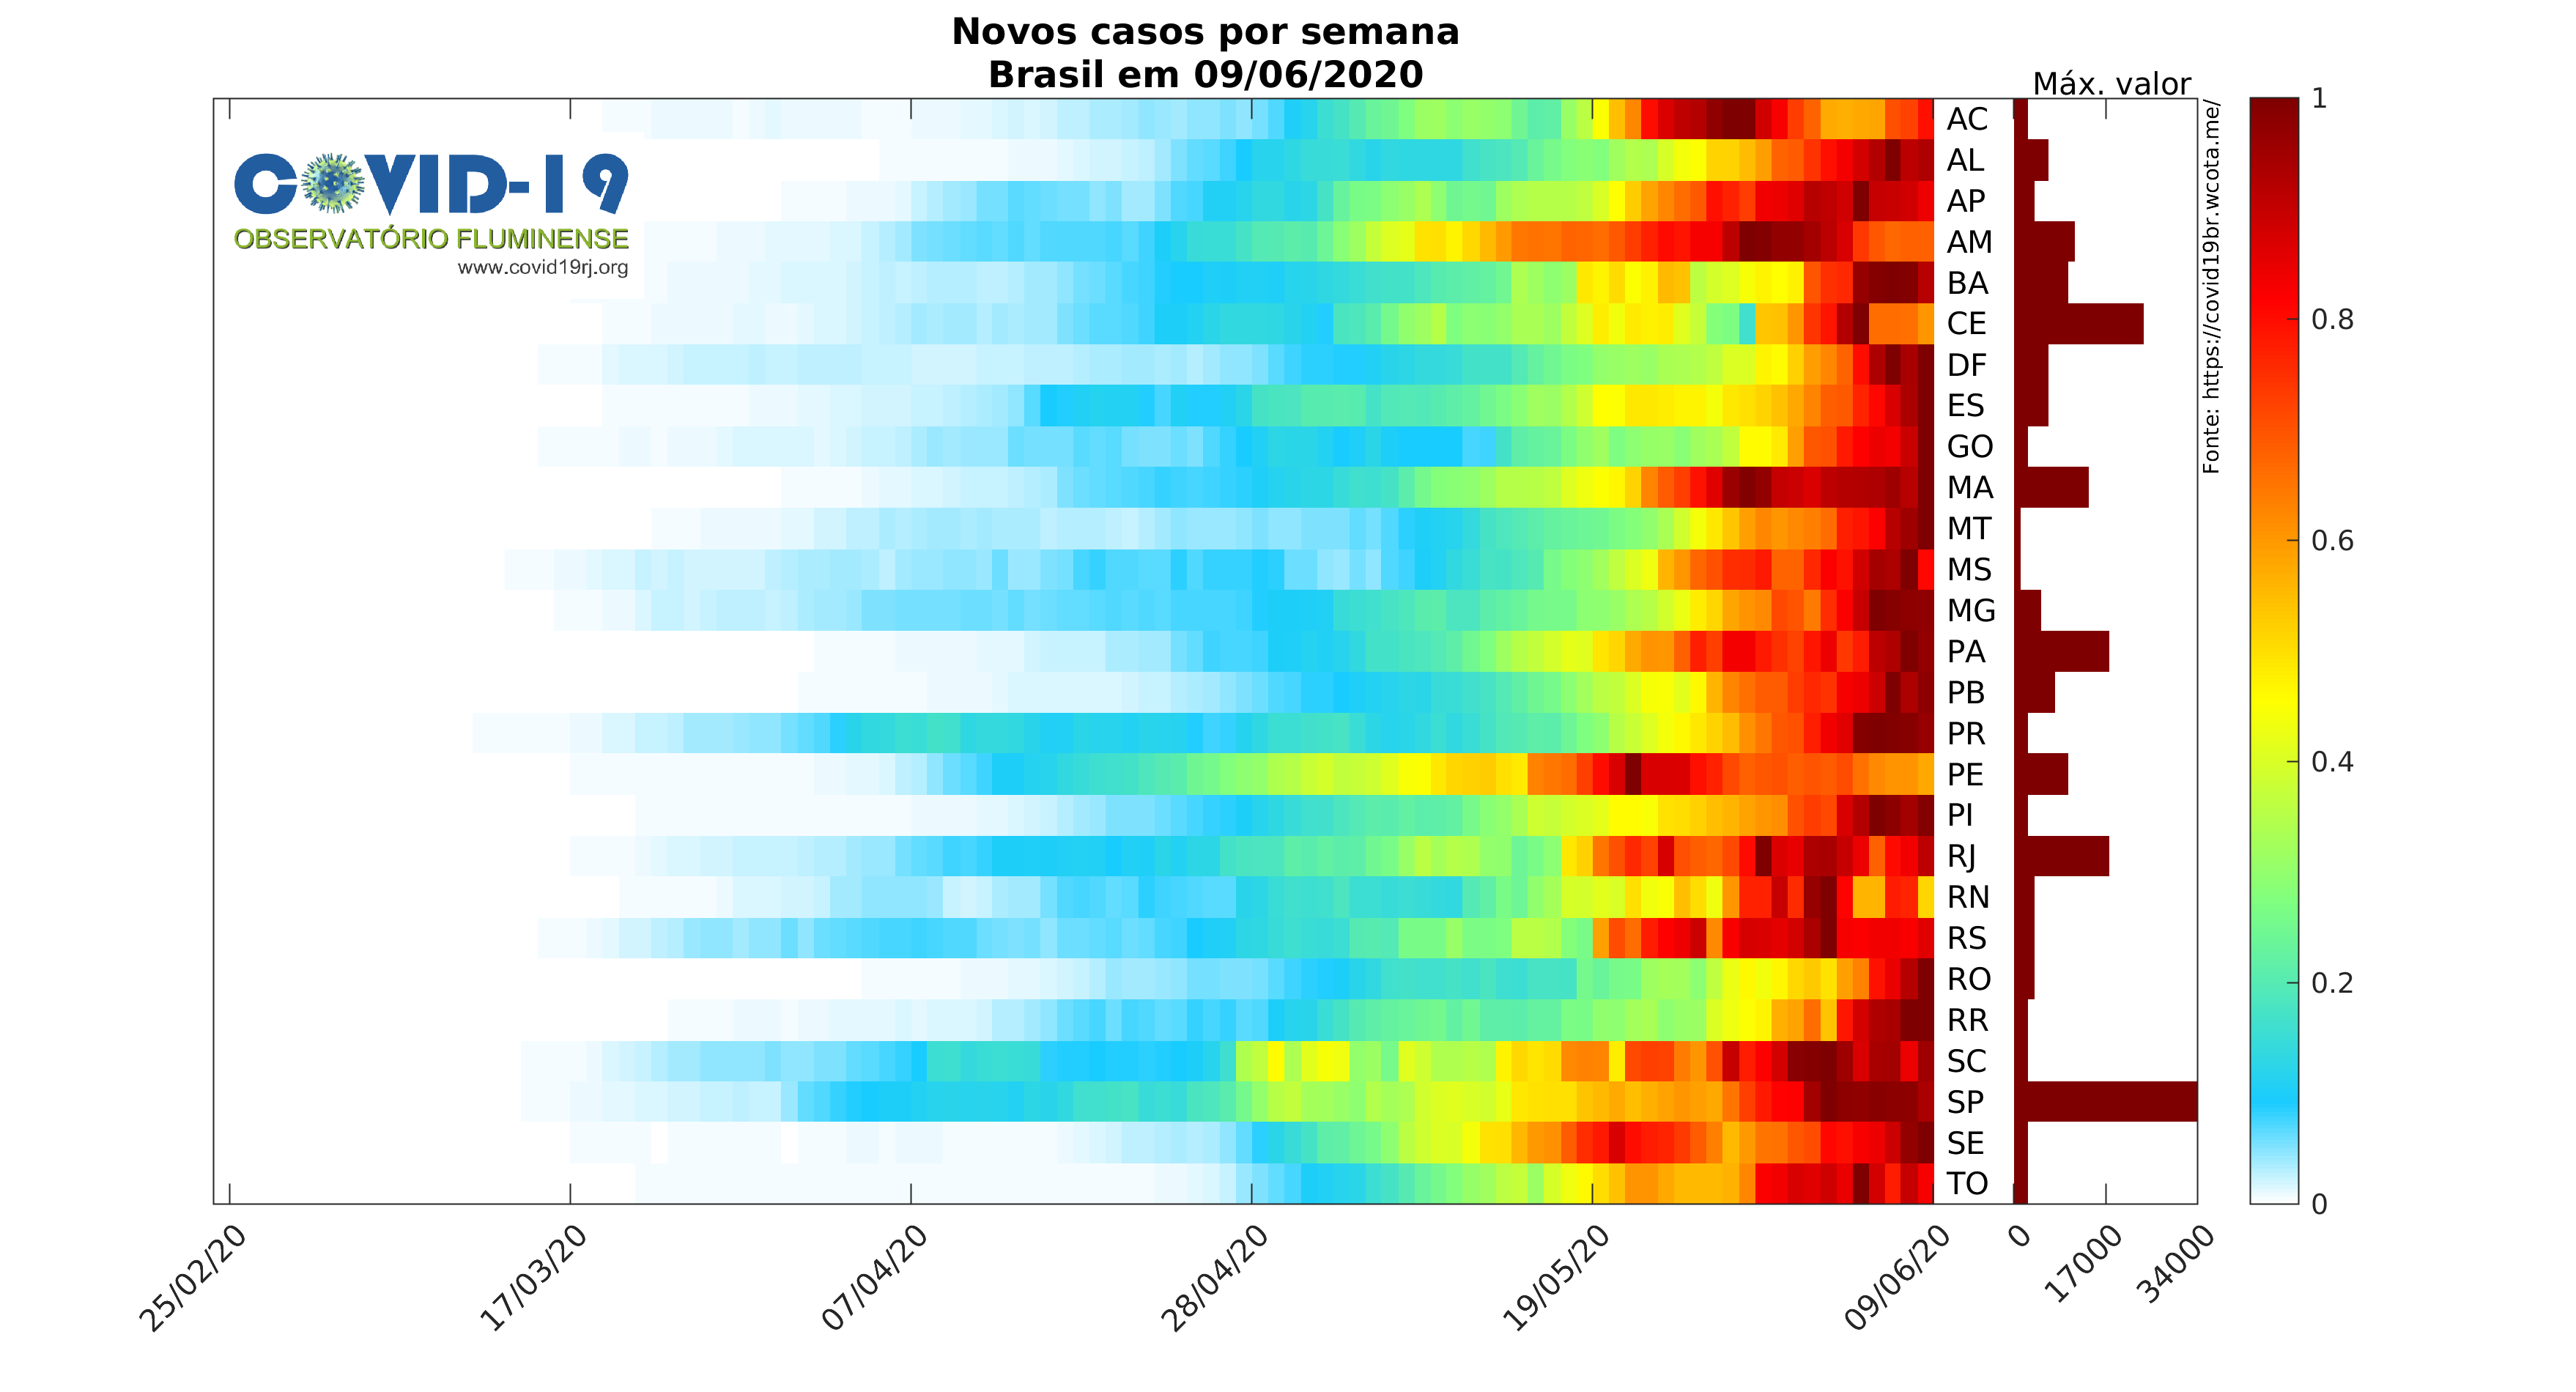 Novos casos por semana
Brasil em 09/06/2020
Máx. valor
COVID-19
OBSERVATÓRIO FLUMINENSE
www.covid19rj.org
AC
AL
AP
AM
BA
CE
DF
ES
GO
MA
MT
MS
MG
PA
PB
PR
PE
PI
RJ
RN
RS
RO
RR
SC
SP
SE
TO
Fonte: https://covid19br.wcota.me/
1
0.8
0.6
0.4
0.2
0
25/02/20
17/03/20
07/04/20
28/04/20
19/05/20
09/06/20
0
17000
34000